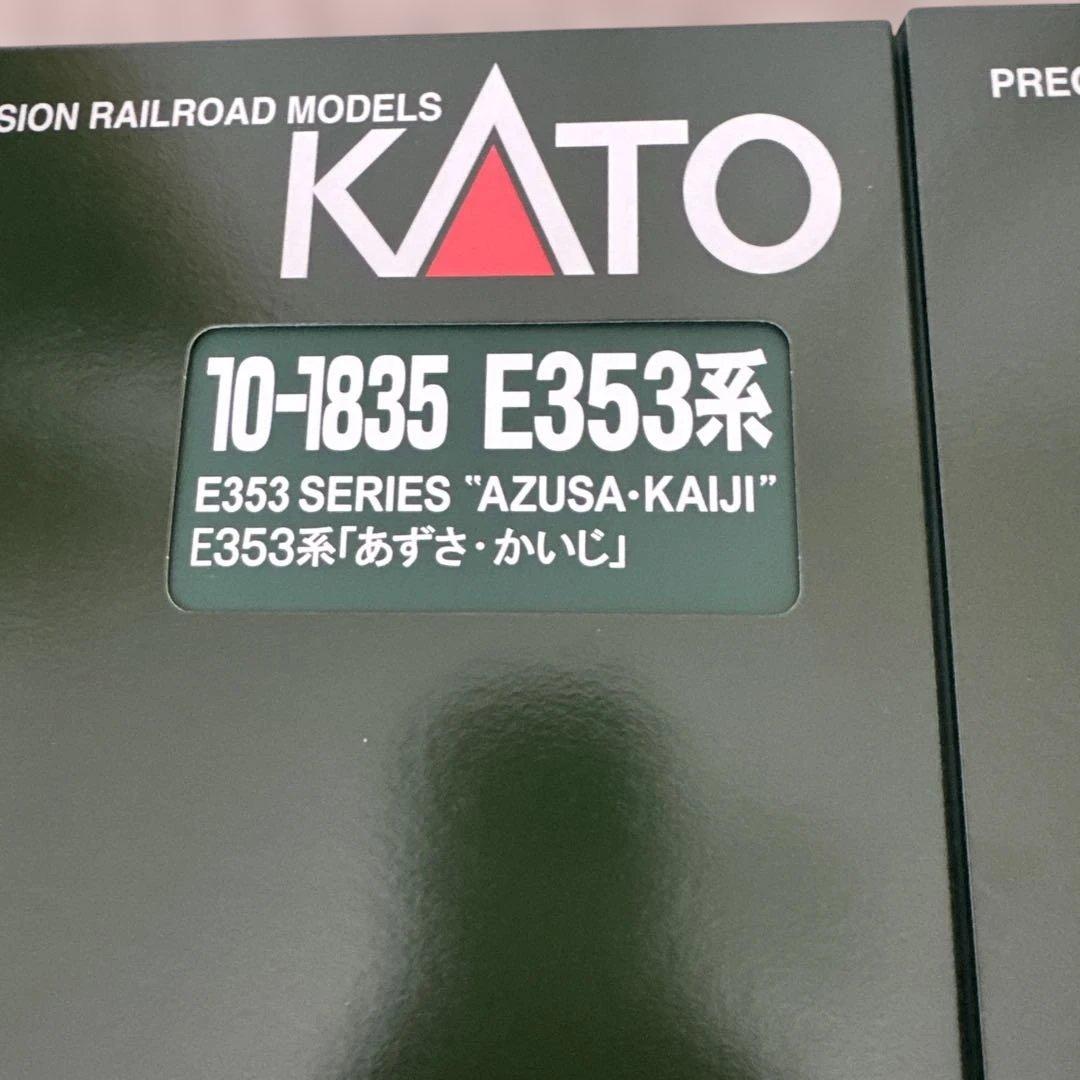 SION RAILROAD MODELS
KATO
10-1835 E353系
E353 SERIES “AZUSA・KAIJI”
E353系「あずさ・かいじ」
PREC